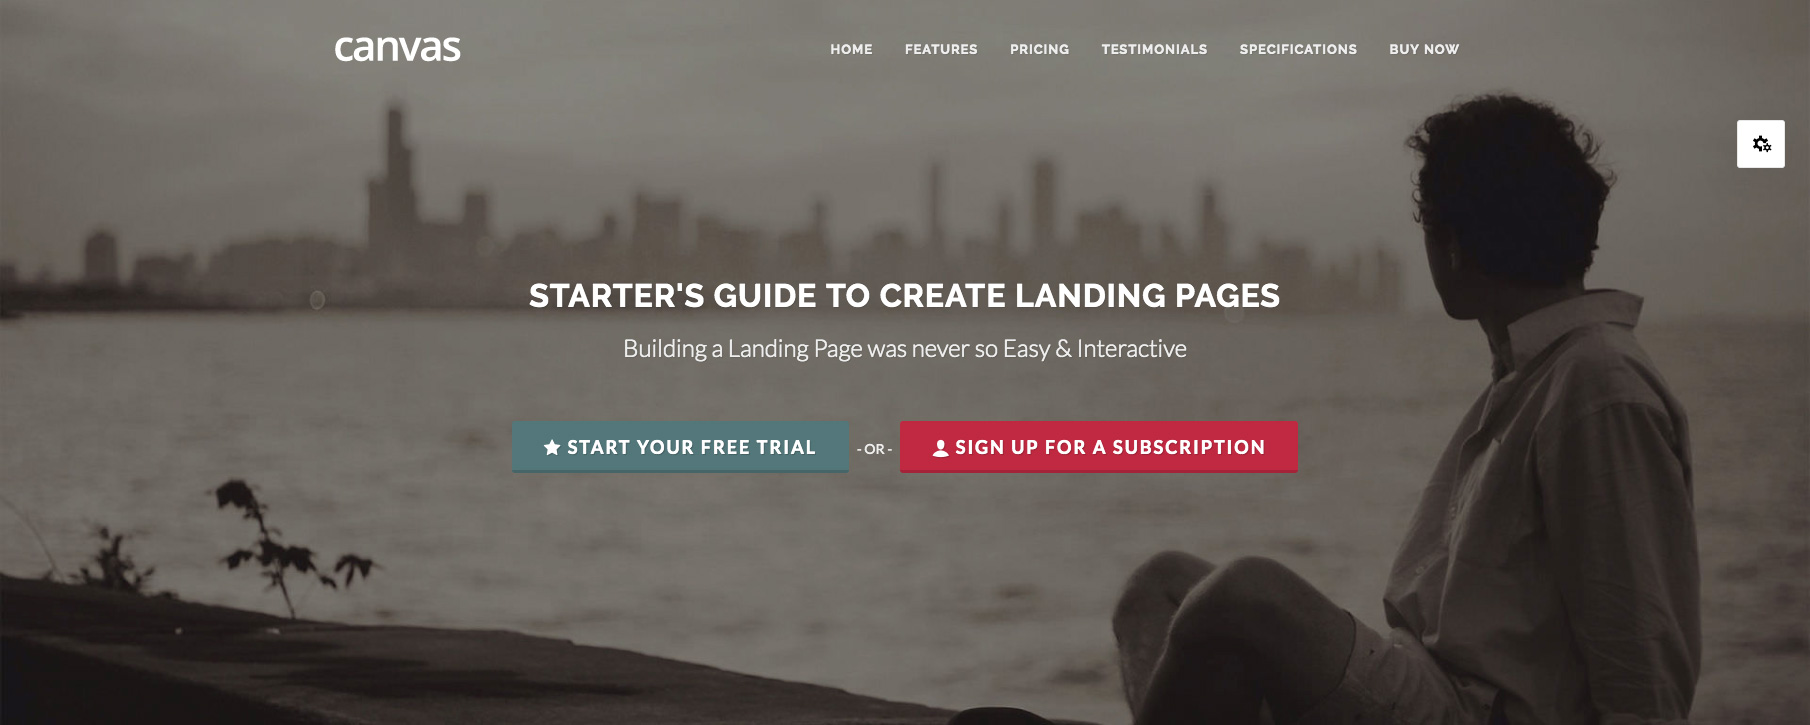 canvas
HOME FEATURES PRICING TESTIMONIALS SPECIFICATIONS BUY NOW
STARTER'S GUIDE TO CREATE LANDING PAGES
Building a Landing Page was never so Easy & Interactive
START YOUR FREE TRIAL - OR - SIGN UP FOR A SUBSCRIPTION